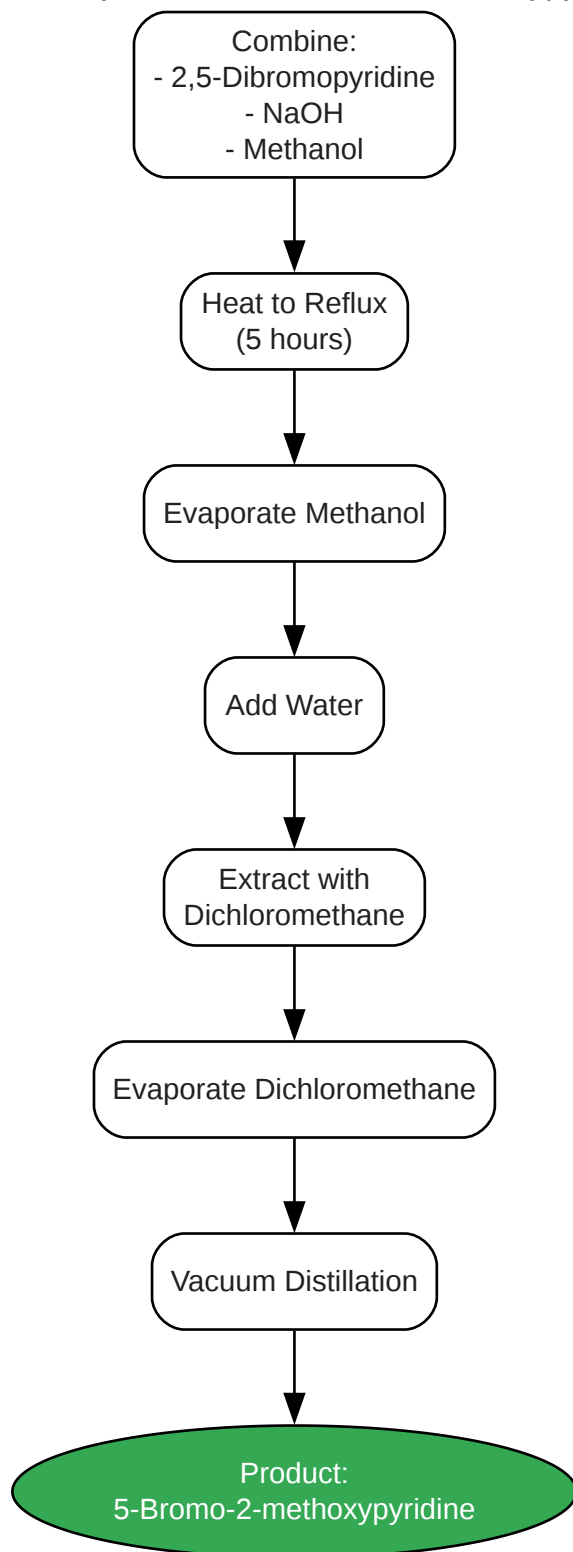 Combine:
- 2,5-Dibromopyridine
- NaOH
- Methanol
Heat to Reflux
(5 hours)
Evaporate Methanol
Add Water
Extract with
Dichloromethane
Evaporate Dichloromethane
Vacuum Distillation
Product:
5-Bromo-2-methoxypyridine